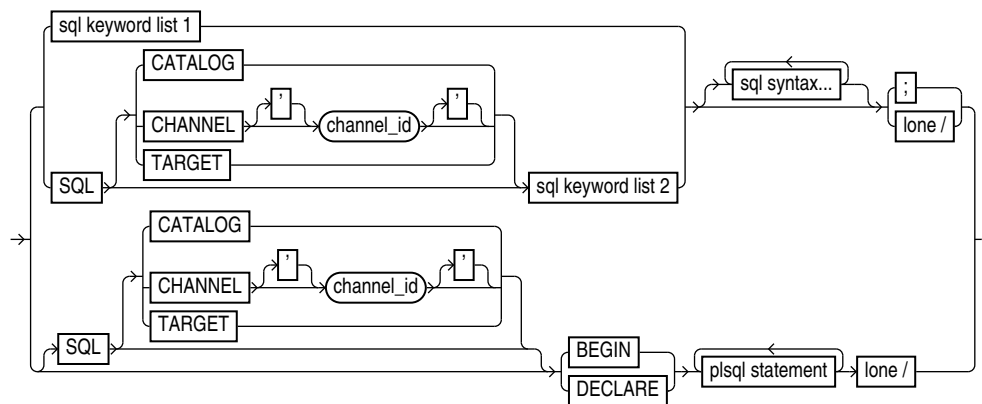 sql keyword list 1
CATALOG
sql syntax...
' '
;
CHANNEL channel_id
lone /
TARGET
SQL sql keyword list 2
CATALOG
' '
CHANNEL channel_id
TARGET
SQL
BEGIN
plsql statement lone /
DECLARE